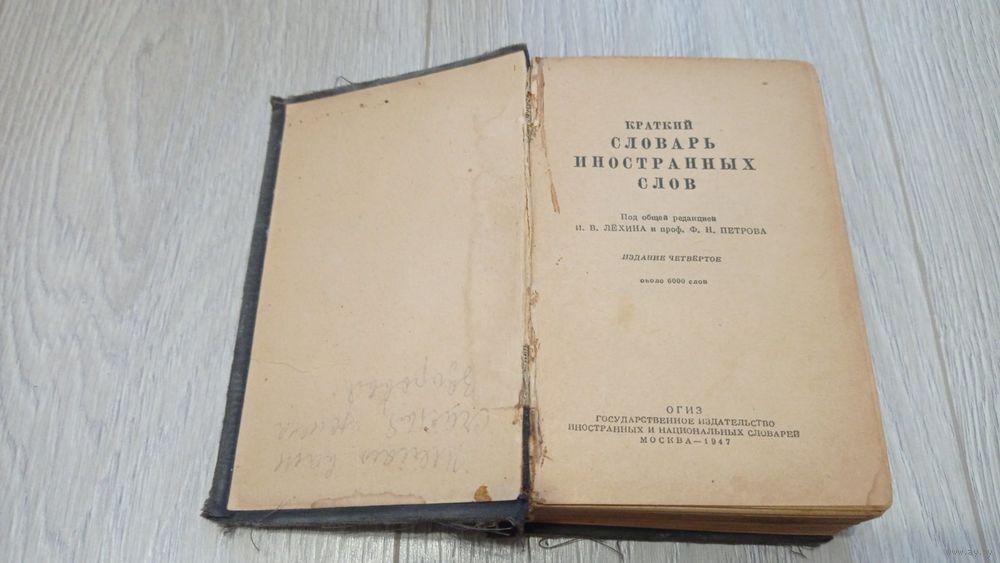 КРАТКИЙ
СЛОВАРЬ
ИНОСТРАННЫХ
СЛОВ
Под общей редакцией
И. В. ЛЁХИНА и проф. Ф. Н. ПЕТРОВА
ИЗДАНИЕ ЧЕТВЁРТОЕ
около 6000 слов
ОГИЗ
ГОСУДАРСТВЕННОЕ ИЗДАТЕЛЬСТВО
ИНОСТРАННЫХ И НАЦИОНАЛЬНЫХ СЛОВАРЕЙ
МОСКВА—1947